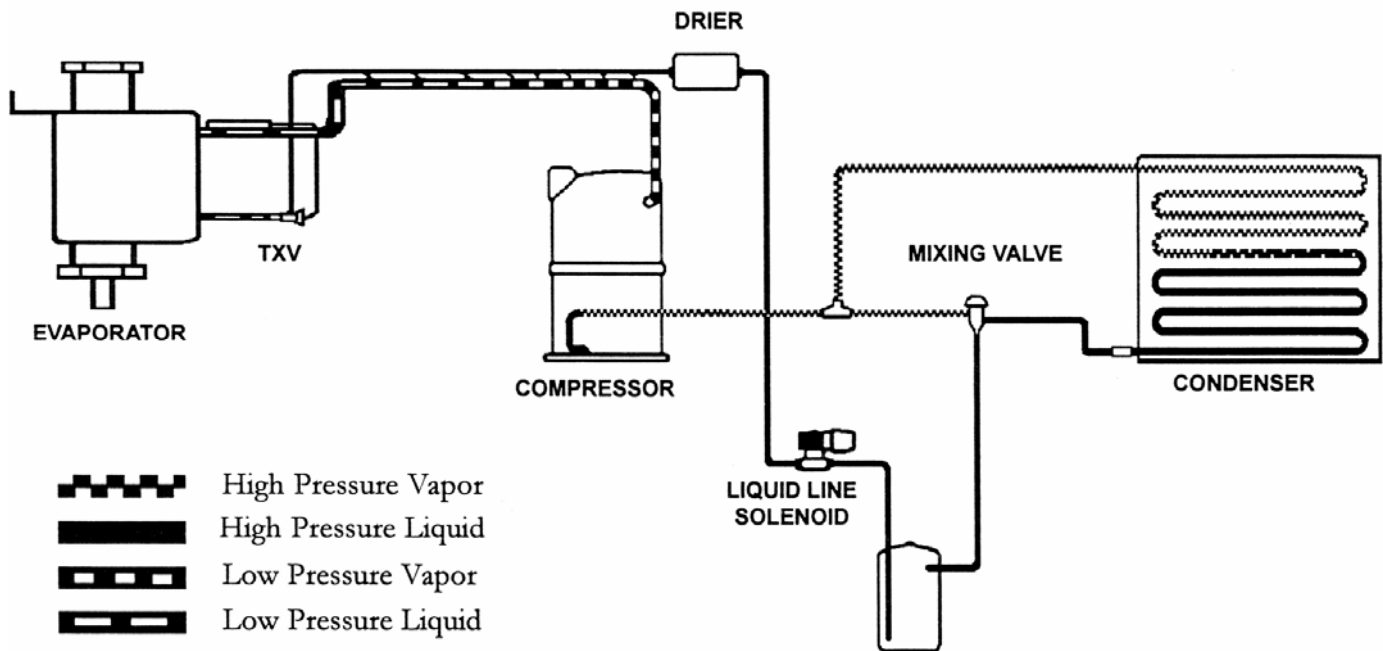 DRIER
TXV
MIXING VALVE
EVAPORATOR
COMPRESSOR
CONDENSER
LIQUID LINE
SOLENOID
High Pressure Vapor
High Pressure Liquid
Low Pressure Vapor
Low Pressure Liquid